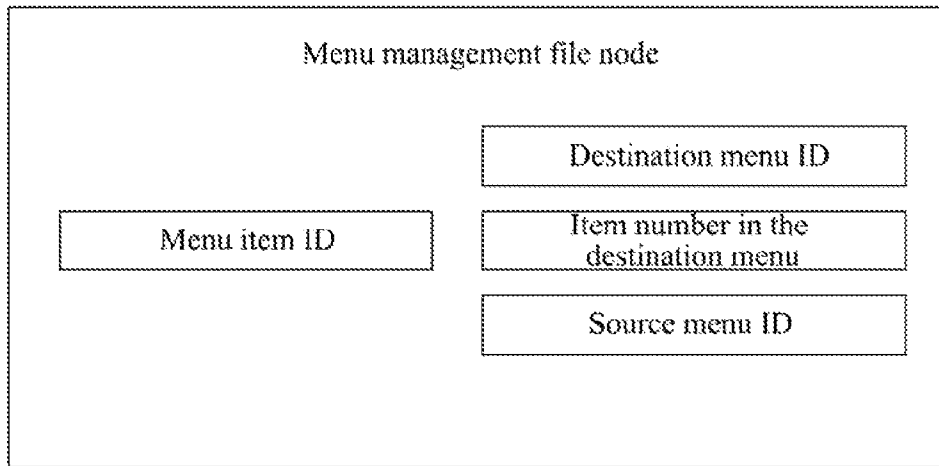 Menu management file node
Destination menu ID
Menu item ID
Item number in the
destination menu
Source menu ID